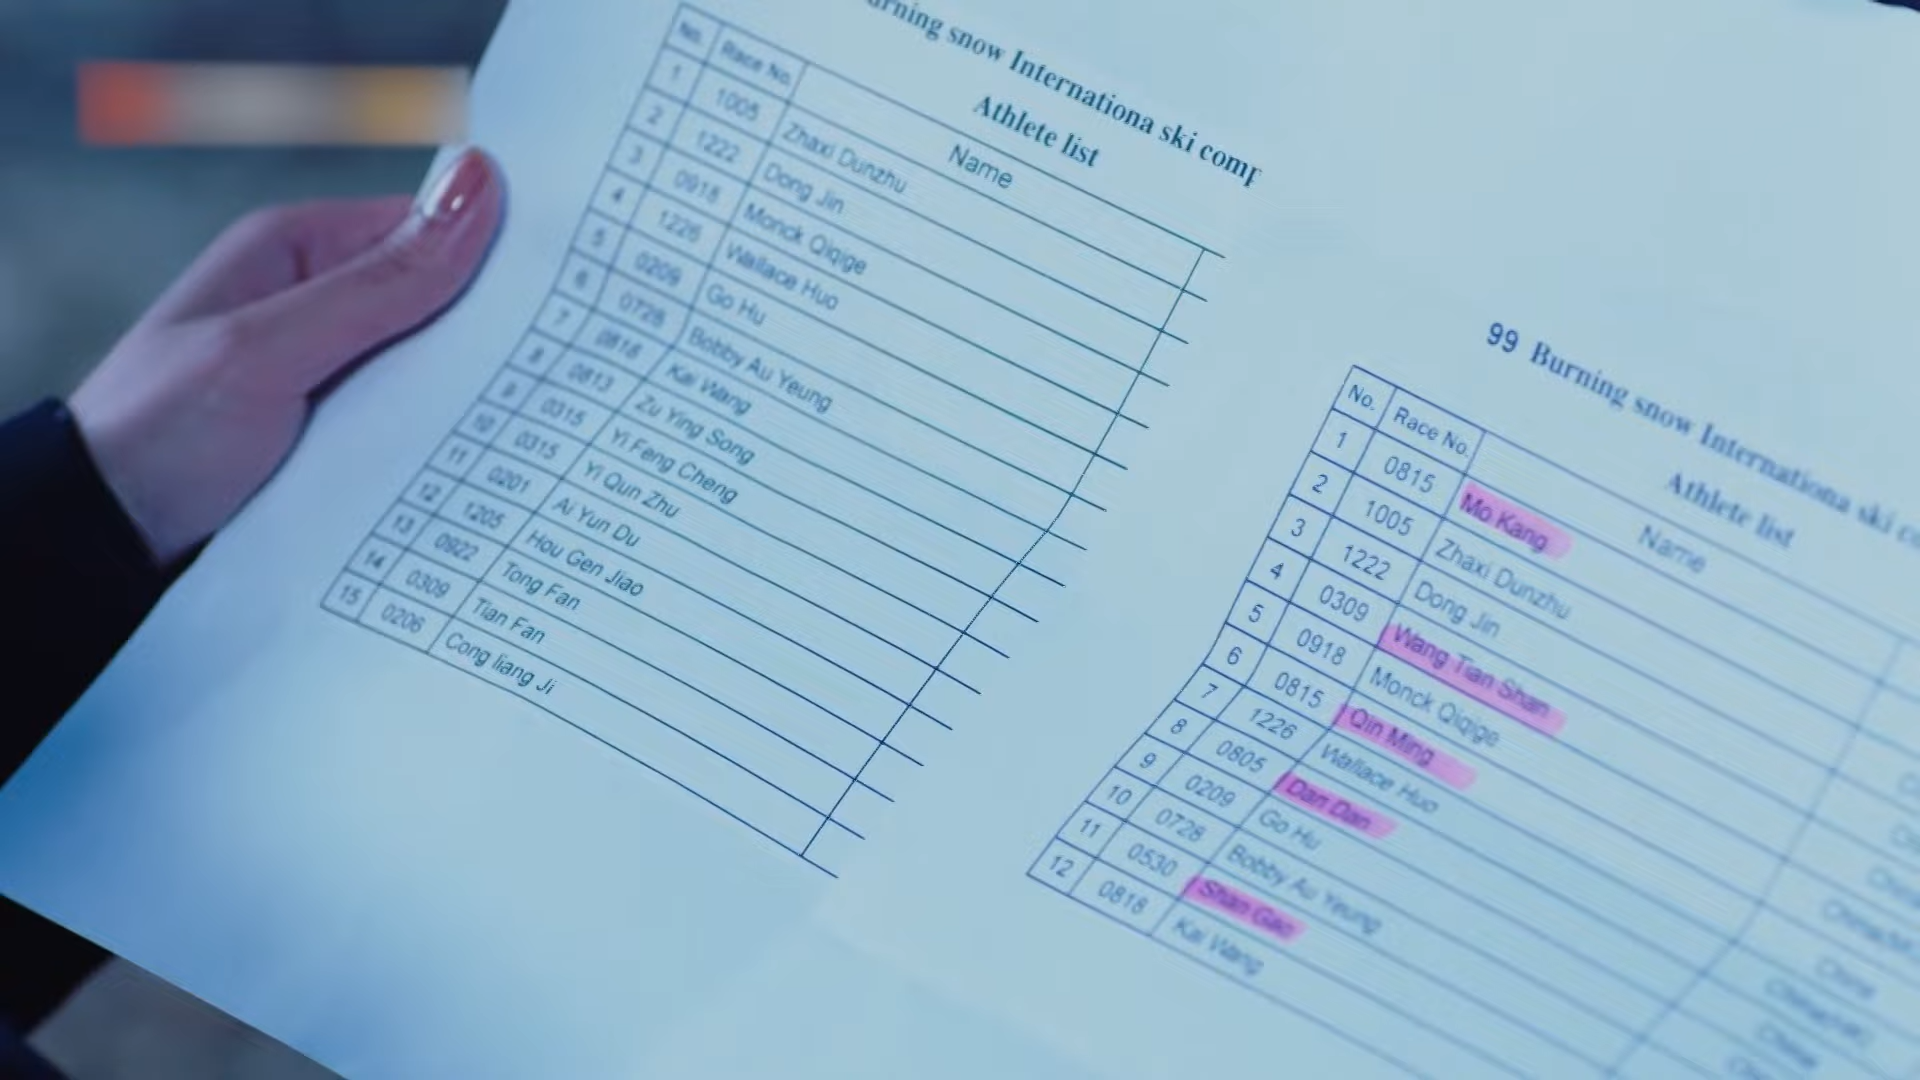 urning snow Internationa ski comp
Athlete list
No. Race No. Name
1 1005 Zhaxi Dunzhu
2 1222 Dong Jin
3 0918 Monck Qiqige
4 1226 Wallace Huo
5 0209 Go Hu
6 0728 Bobby Au Yeung
7 0818 Kai Wang
8 0813 Zu Ying Song
9 0315 Yi Feng Cheng
10 0315 Yi Qun Zhu
11 0201 Ai Yun Du
12 1205 Hou Gen Jiao
13 0922 Tong Fan
14 0309 Tian Fan
15 0206 Cong liang Ji
99 Burning snow Internationa ski co
Athlete list
No. Race No. Name
1 0815 Mo Kang
2 1005 Zhaxi Dunzhu
3 1222 Dong Jin
4 0309 Wang Tian Shan
5 0918 Monck Qiqige
6 0815 Qin Ming
7 1226 Wallace Huo
8 0805 Dan Dan
9 0209 Go Hu
10 0728 Bobby Au Yeung
11 0530 Shan Gao
12 0818 Kai Wang
China
China